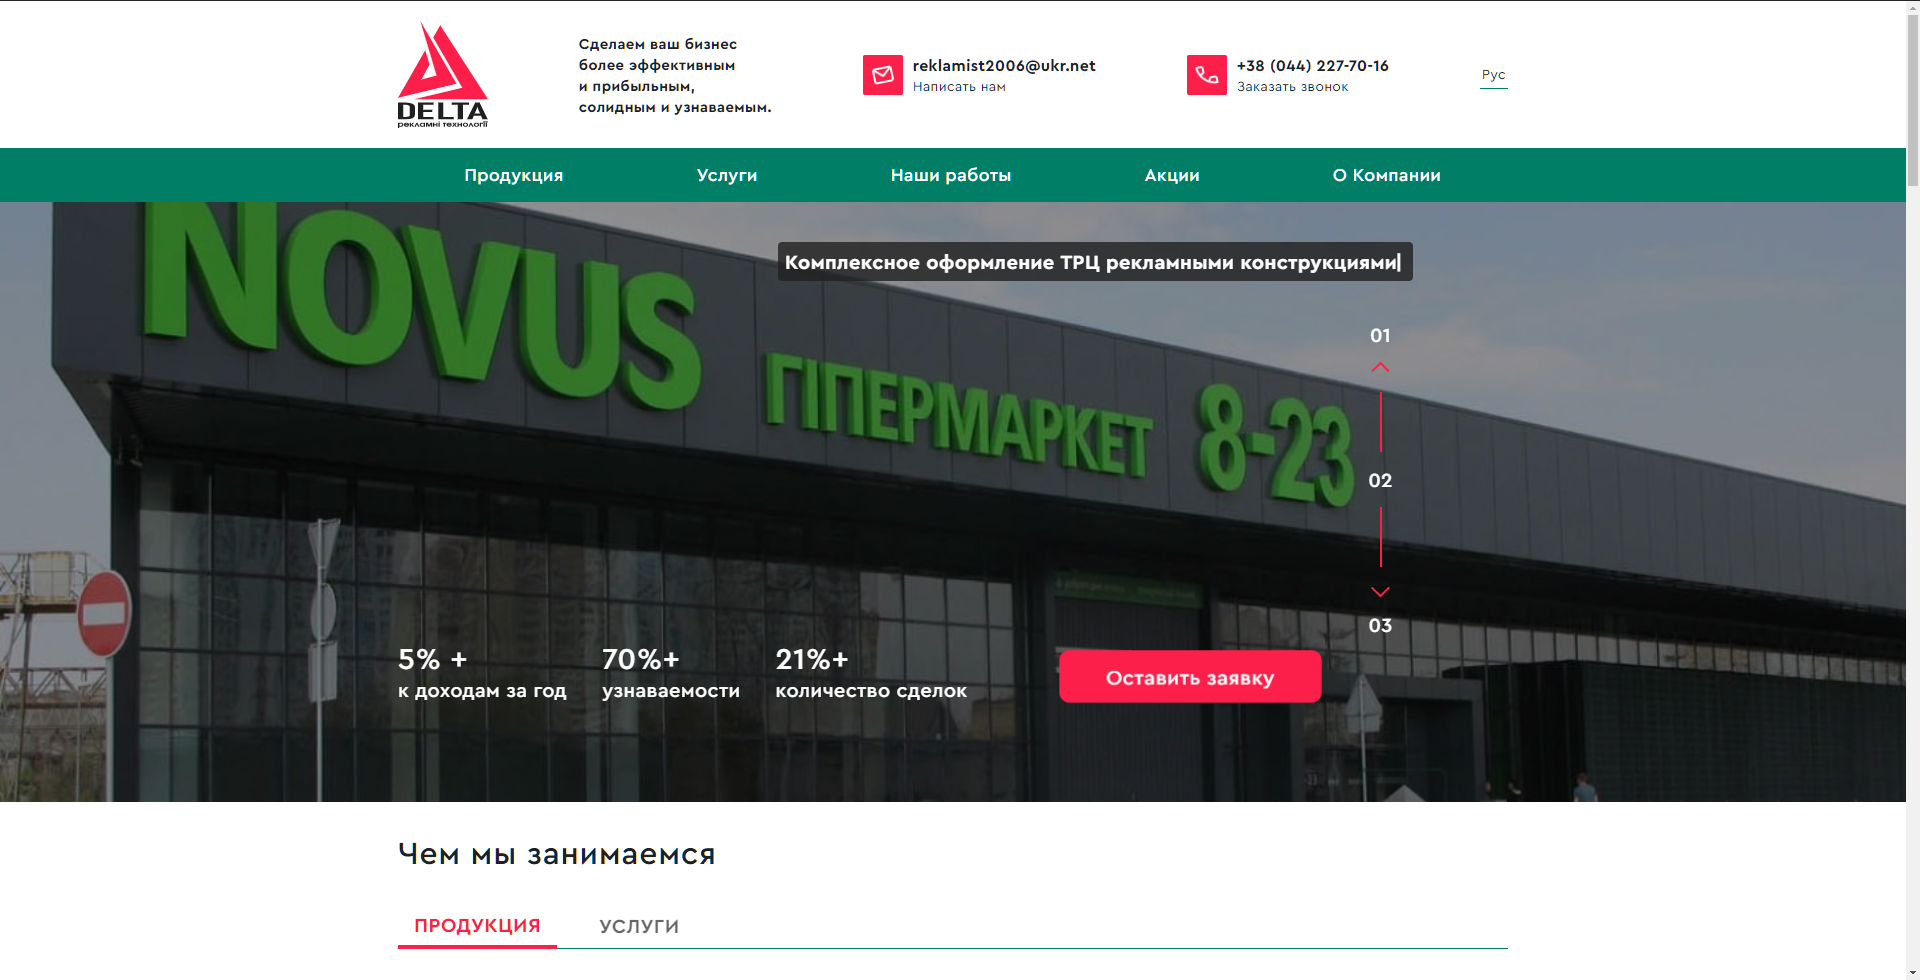 DELTA
рекламні технології
Сделаем ваш бизнес
более эффективным
и прибыльным,
солидным и узнаваемым.
reklamist2006@ukr.net
Написать нам
+38 (044) 227-70-16
Заказать звонок
Рус
Продукция
Услуги
Наши работы
Акции
О Компании
NOVUS
ГІПЕРМАРКЕТ 8-23
Комплексное оформление ТРЦ рекламными конструкциями
01
02
03
5% +
к доходам за год
70%+
узнаваемости
21%+
количество сделок
Оставить заявку
Чем мы занимаемся
ПРОДУКЦИЯ
УСЛУГИ